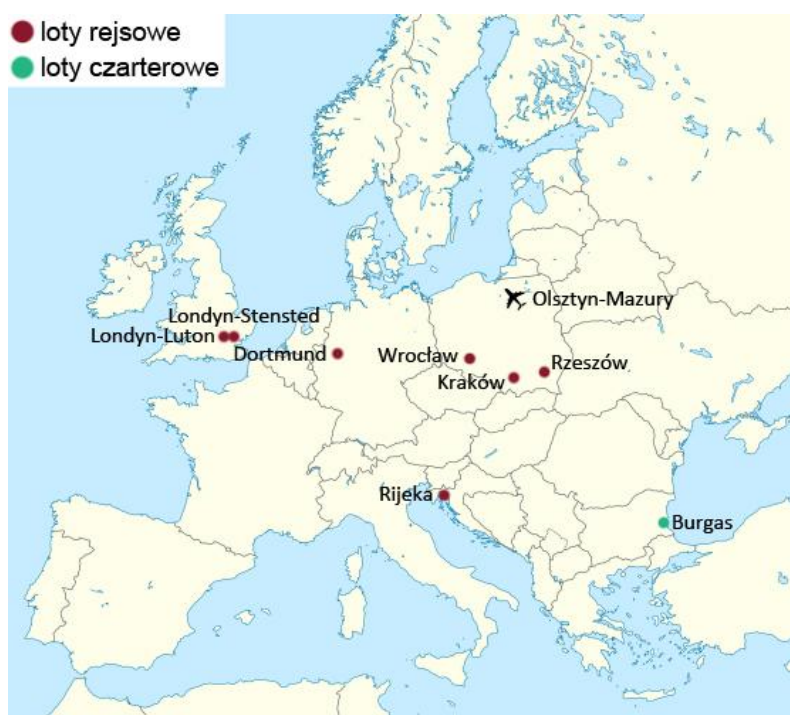 loty rejsowe
loty czarterowe
Olsztyn-Mazury
Londyn-Stensted
Londyn-Luton
Dortmund
Wrocław
Rzeszów
Kraków
Rijeka
Burgas